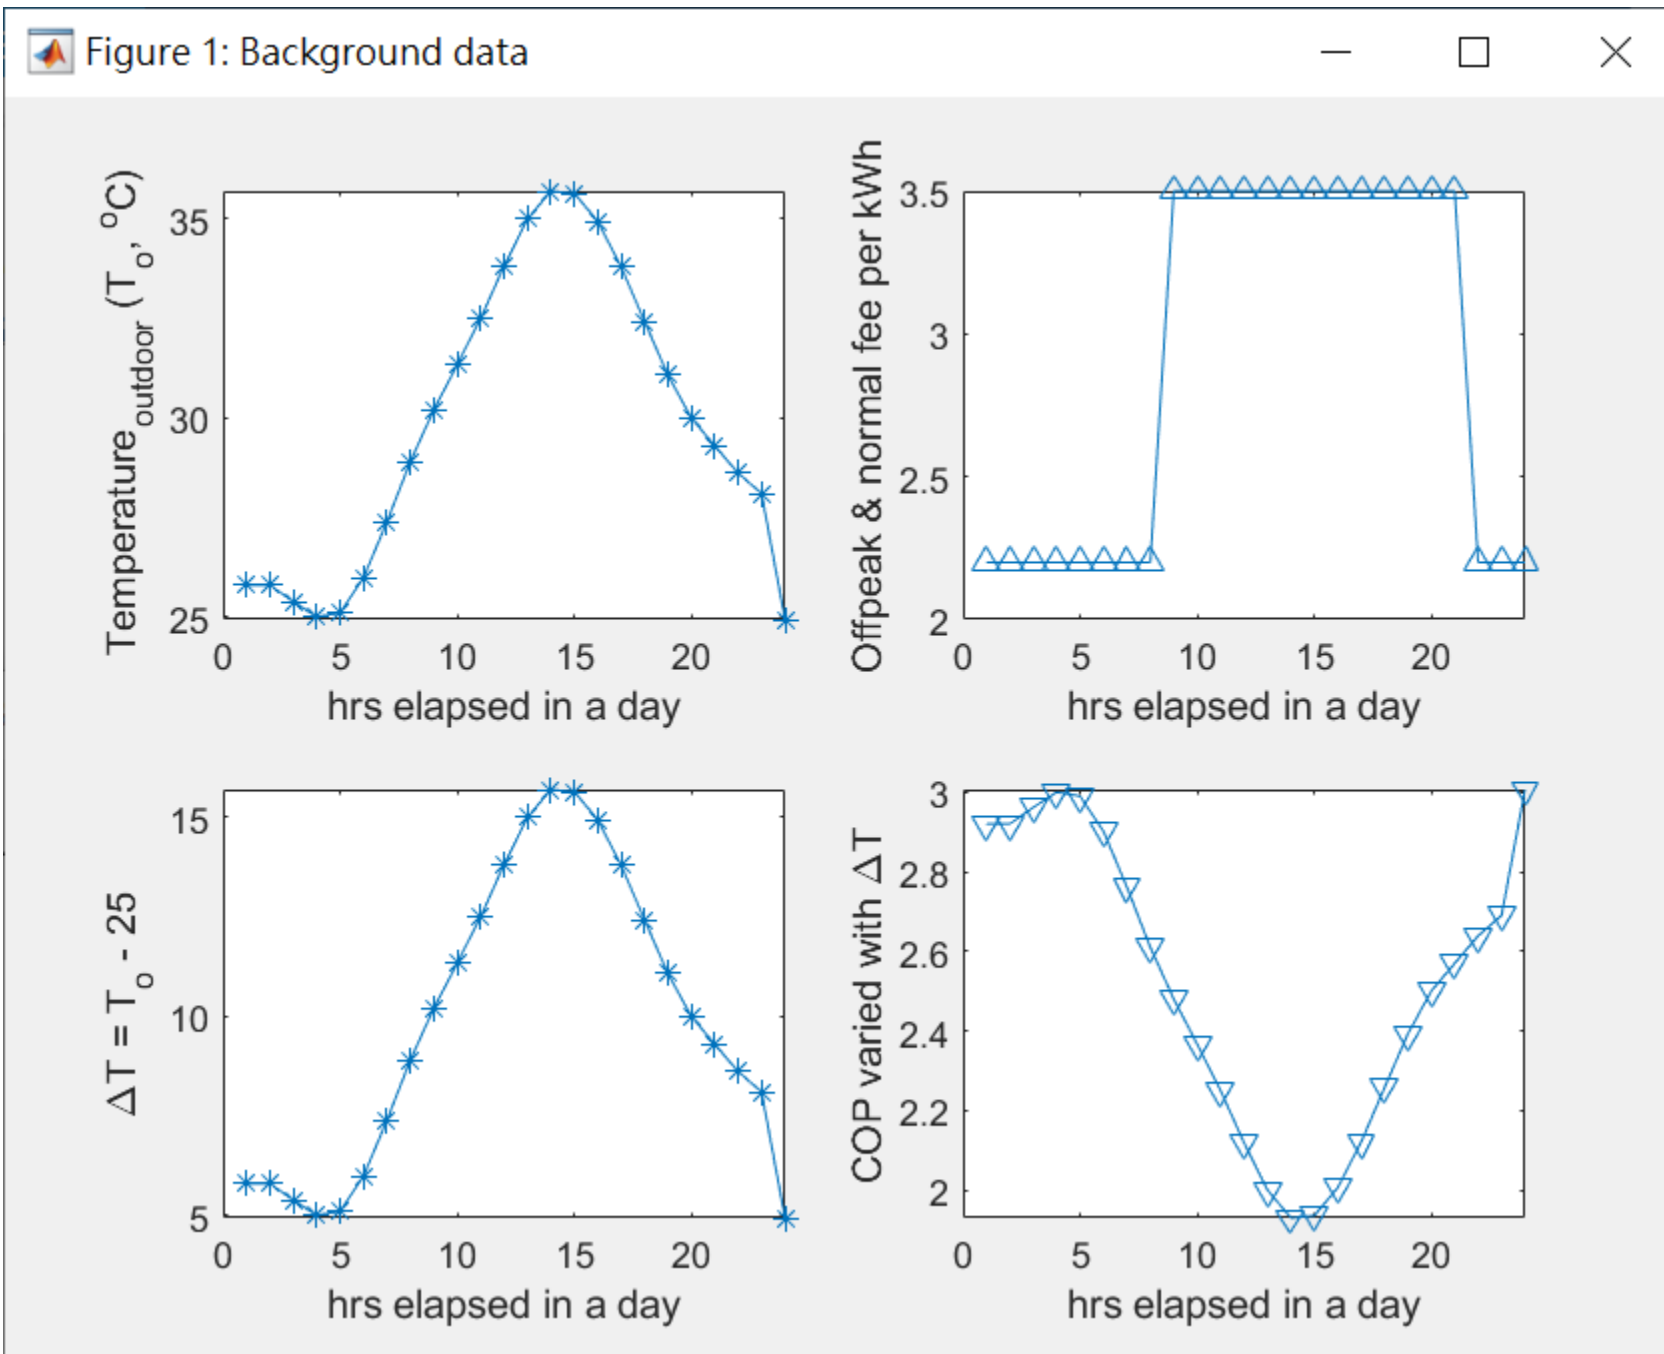 Figure 1: Background data
Temperature_outdoor (T_o, °C)
35
30
25
0 5 10 15 20
hrs elapsed in a day
Offpeak & normal fee per kWh
3.5
3
2.5
2
0 5 10 15 20
hrs elapsed in a day
ΔT = T_o - 25
15
10
5
0 5 10 15 20
hrs elapsed in a day
COP varied with ΔT
3
2.8
2.6
2.4
2.2
2
0 5 10 15 20
hrs elapsed in a day